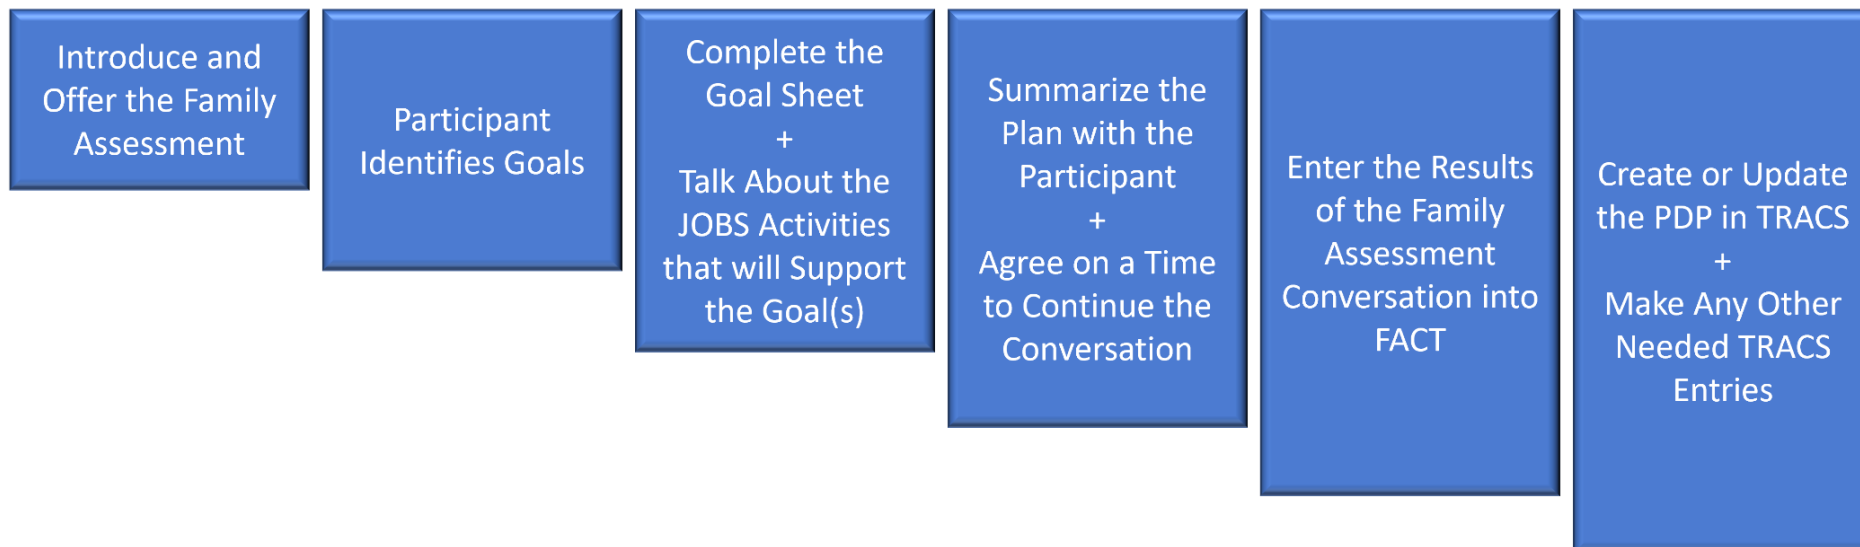 Introduce and
Offer the Family
Assessment
Participant
Identifies Goals
Complete the
Goal Sheet
+
Talk About the
JOBS Activities
that will Support
the Goal(s)
Summarize the
Plan with the
Participant
+
Agree on a Time
to Continue the
Conversation
Enter the Results
of the Family
Assessment
Conversation into
FACT
Create or Update
the PDP in TRACS
+
Make Any Other
Needed TRACS
Entries